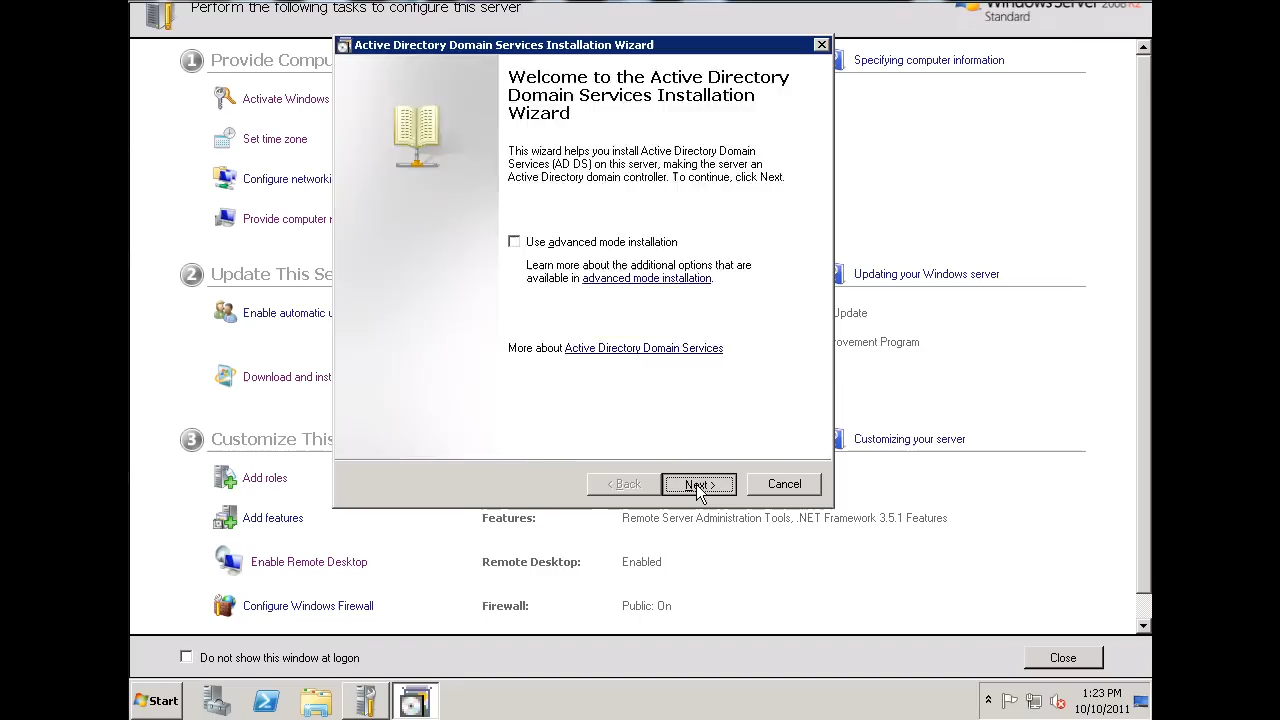 Perform the following tasks to configure this server
Windows Server 2008 R2
Standard
Active Directory Domain Services Installation Wizard
1 Provide Compu
Specifying computer information
Activate Windows
Set time zone
Configure networki
Provide computer n
Welcome to the Active Directory
Domain Services Installation
Wizard
This wizard helps you install Active Directory Domain
Services (AD DS) on this server, making the server an
Active Directory domain controller. To continue, click Next.
Use advanced mode installation
Learn more about the additional options that are
available in advanced mode installation.
More about Active Directory Domain Services
< Back
Next >
Cancel
2 Update This Se
Updating your Windows server
Enable automatic u
Update
rovement Program
Download and inst
3 Customize This
Customizing your server
Add roles
Add features
Features:
Remote Server Administration Tools, .NET Framework 3.5.1 Features
Enable Remote Desktop
Remote Desktop:
Enabled
Configure Windows Firewall
Firewall:
Public: On
Do not show this window at logon
Close
Start
1:23 PM
10/10/2011